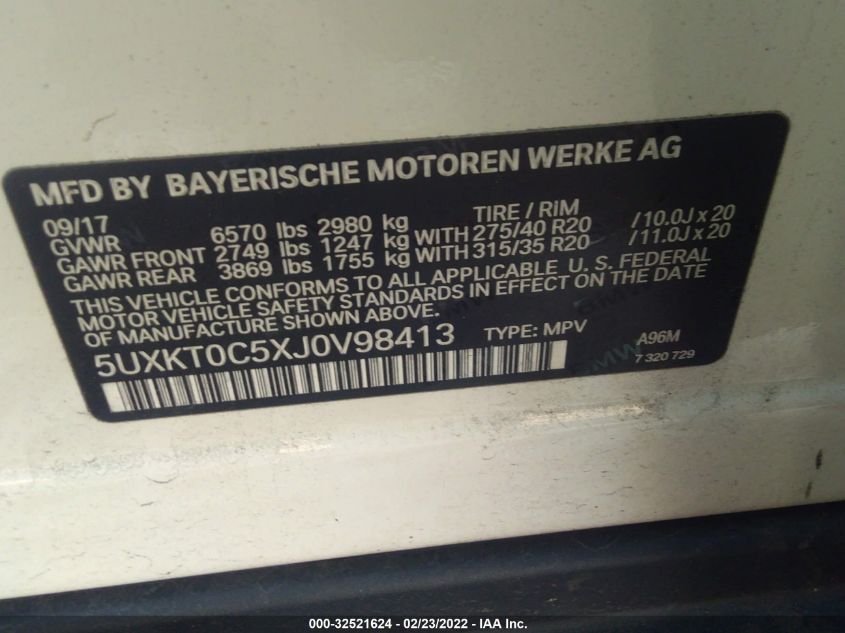 MFD BY BAYERISCHE MOTOREN WERKE AG
09/17 TIRE / RIM
GVWR 6570 lbs 2980 kg
GAWR FRONT 2749 lbs 1247 kg WITH 275/40 R20 /10.0J x 20
GAWR REAR 3869 lbs 1755 kg WITH 315/35 R20 /11.0J x 20
THIS VEHICLE CONFORMS TO ALL APPLICABLE U. S. FEDERAL
MOTOR VEHICLE SAFETY STANDARDS IN EFFECT ON THE DATE
OF MANUFACTURE SHOWN ABOVE.
5UXKT0C5XJ0V98413 TYPE: MPV A96M
7 320 729
000-32521624 - 02/23/2022 - IAA Inc.